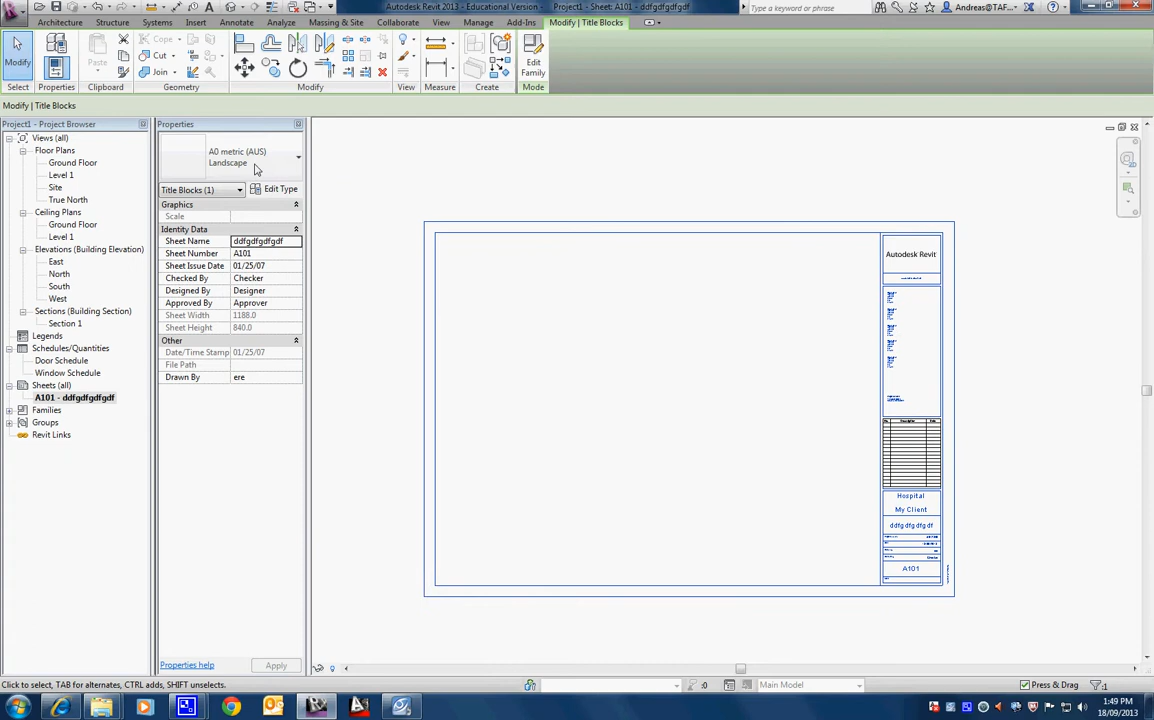 Autodesk Revit 2013 - Educational Version - Project1 - Sheet: A101 - ddfgdfgdfgdf
Type a keyword or phrase
Andreas@TAF...
Architecture Structure Systems Insert Annotate Analyze Massing & Site Collaborate View Manage Add-Ins Modify | Title Blocks
Modify
Paste
Cope
Cut
Join
Edit
Family
Select Properties Clipboard Geometry Modify View Measure Create Mode
Modify | Title Blocks
Project1 - Project Browser
Views (all)
Floor Plans
Ground Floor
Level 1
Site
True North
Ceiling Plans
Ground Floor
Level 1
Elevations (Building Elevation)
East
North
South
West
Sections (Building Section)
Section 1
Legends
Schedules/Quantities
Door Schedule
Window Schedule
Sheets (all)
A101 - ddfgdfgdfgdf
Families
Groups
Revit Links
Properties
A0 metric (AUS)
Landscape
Title Blocks (1)
Edit Type
Graphics
Scale
Identity Data
Sheet Name ddfgdfgdfgdf
Sheet Number A101
Sheet Issue Date 01/25/07
Checked By Checker
Designed By Designer
Approved By Approver
Sheet Width 1188.0
Sheet Height 840.0
Other
Date/Time Stamp 01/25/07
File Path
Drawn By ere
Properties help
Apply
Autodesk Revit
No. Description Date
Hospital
My Client
ddfgdfgdfgdf
A101
Click to select, TAB for alternates, CTRL adds, SHIFT unselects.
:0
Main Model
Press & Drag
:1
1:49 PM
18/09/2013